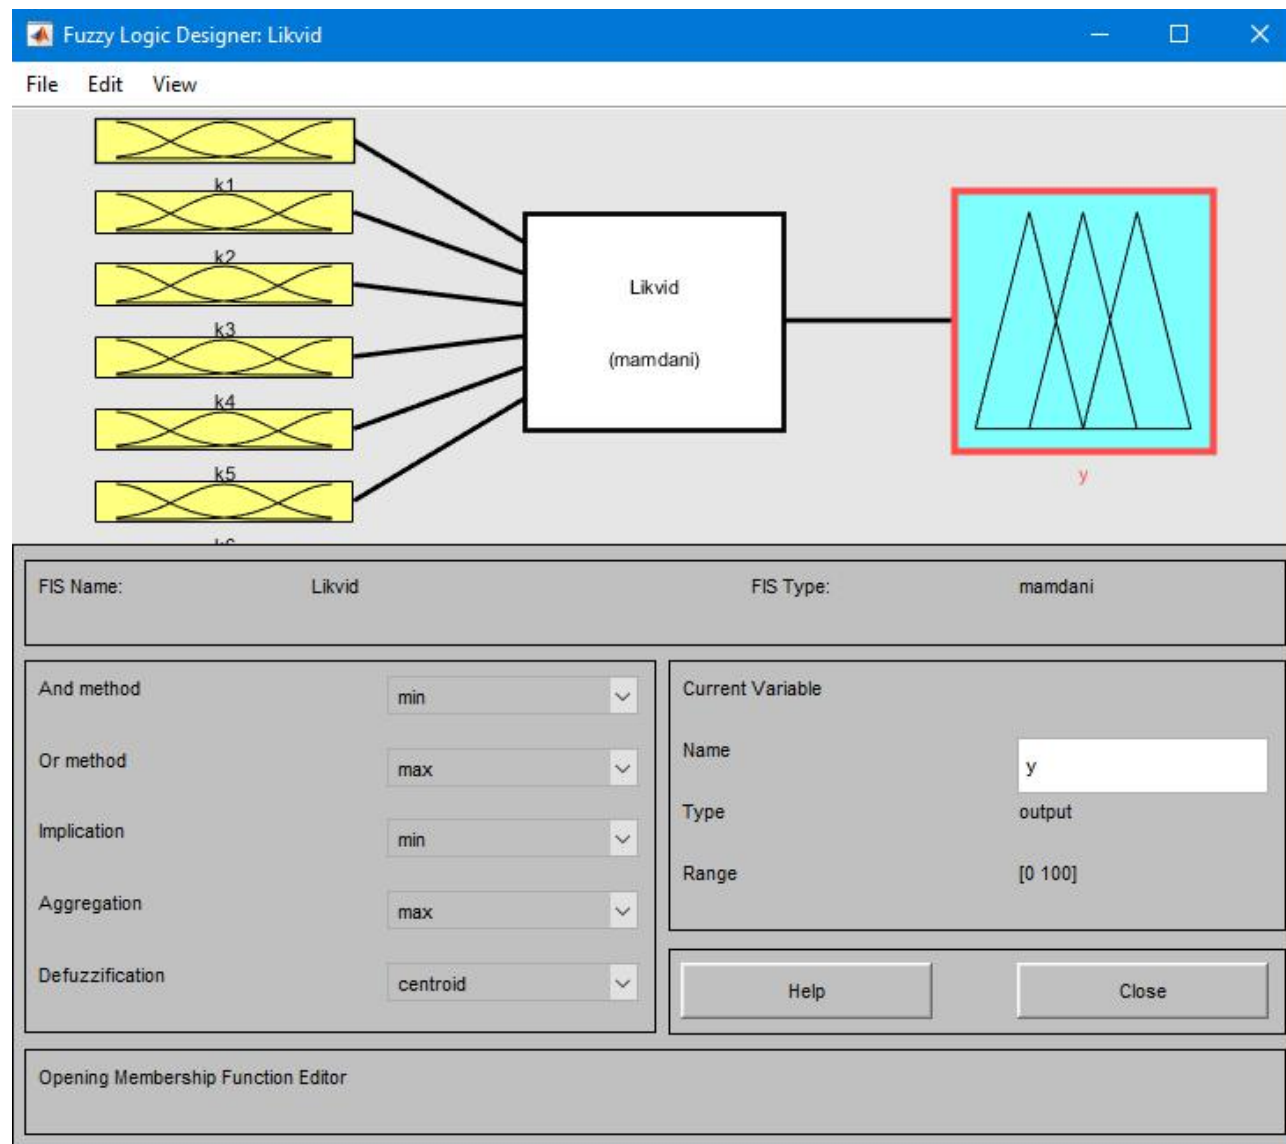 Fuzzy Logic Designer: Likvid
File Edit View
k1
k2
k3
k4
k5
Likvid
(mamdani)
y
FIS Name: Likvid FIS Type: mamdani
And method min
Or method max
Implication min
Aggregation max
Defuzzification centroid
Current Variable
Name y
Type output
Range [0 100]
Help Close
Opening Membership Function Editor